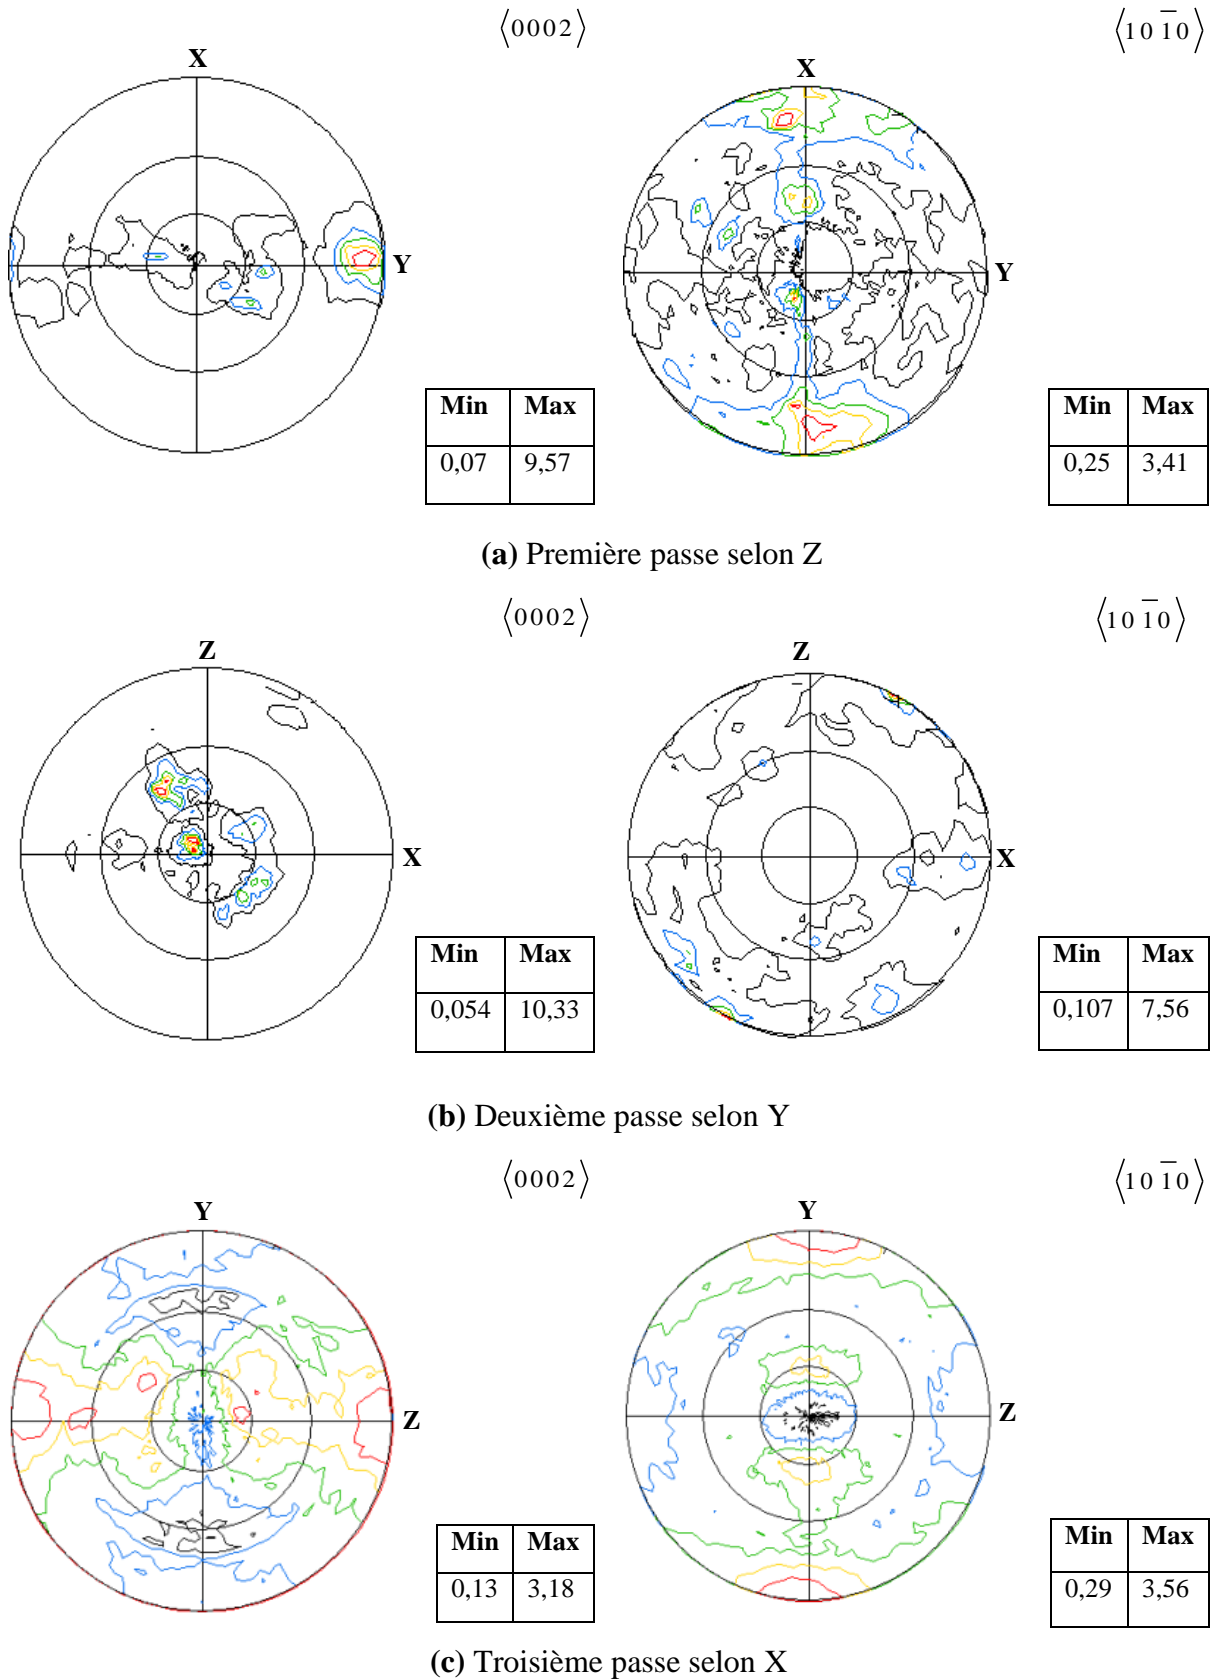 ⟨0002⟩ ⟨10 1̅0⟩
X X
Y Y
Min Max Min Max
0,07 9,57 0,25 3,41
(a) Première passe selon Z
⟨0002⟩ ⟨10 1̅0⟩
Z Z
X X
Min Max Min Max
0,054 10,33 0,107 7,56
(b) Deuxième passe selon Y
⟨0002⟩ ⟨10 1̅0⟩
Y Y
Z Z
Min Max Min Max
0,13 3,18 0,29 3,56
(c) Troisième passe selon X